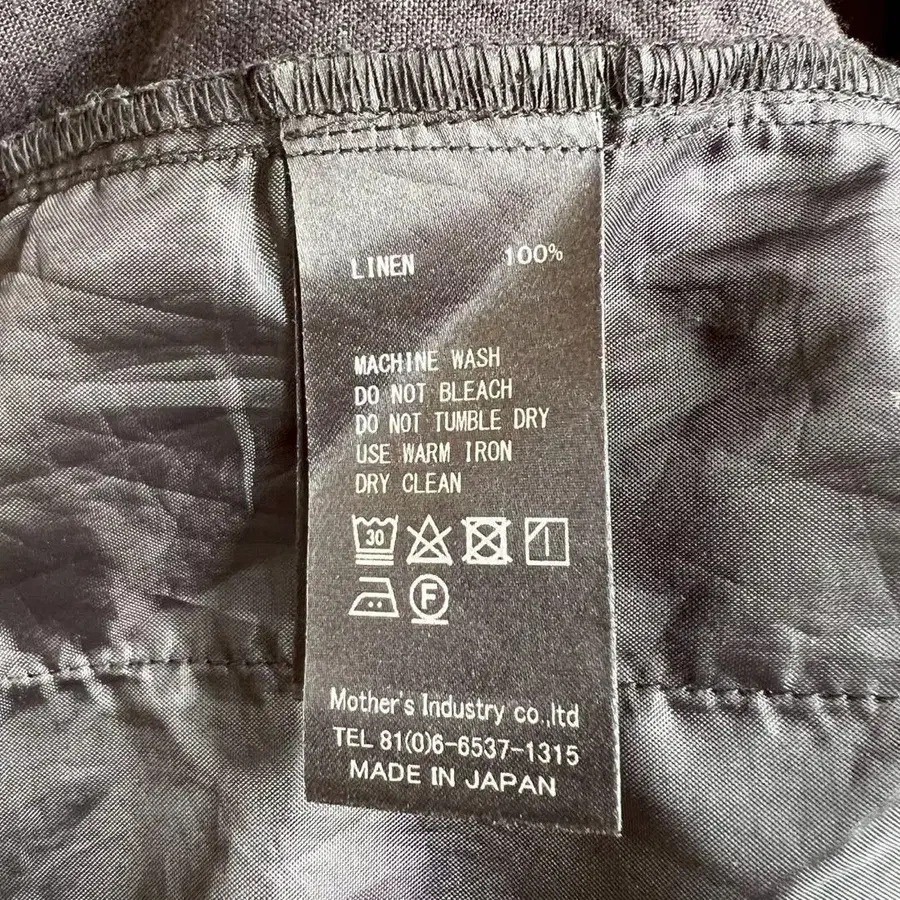 LINEN 100%
MACHINE WASH
DO NOT BLEACH
DO NOT TUMBLE DRY
USE WARM IRON
DRY CLEAN
30
F
Mother's Industry co.,ltd
TEL 81(0)6-6537-1315
MADE IN JAPAN